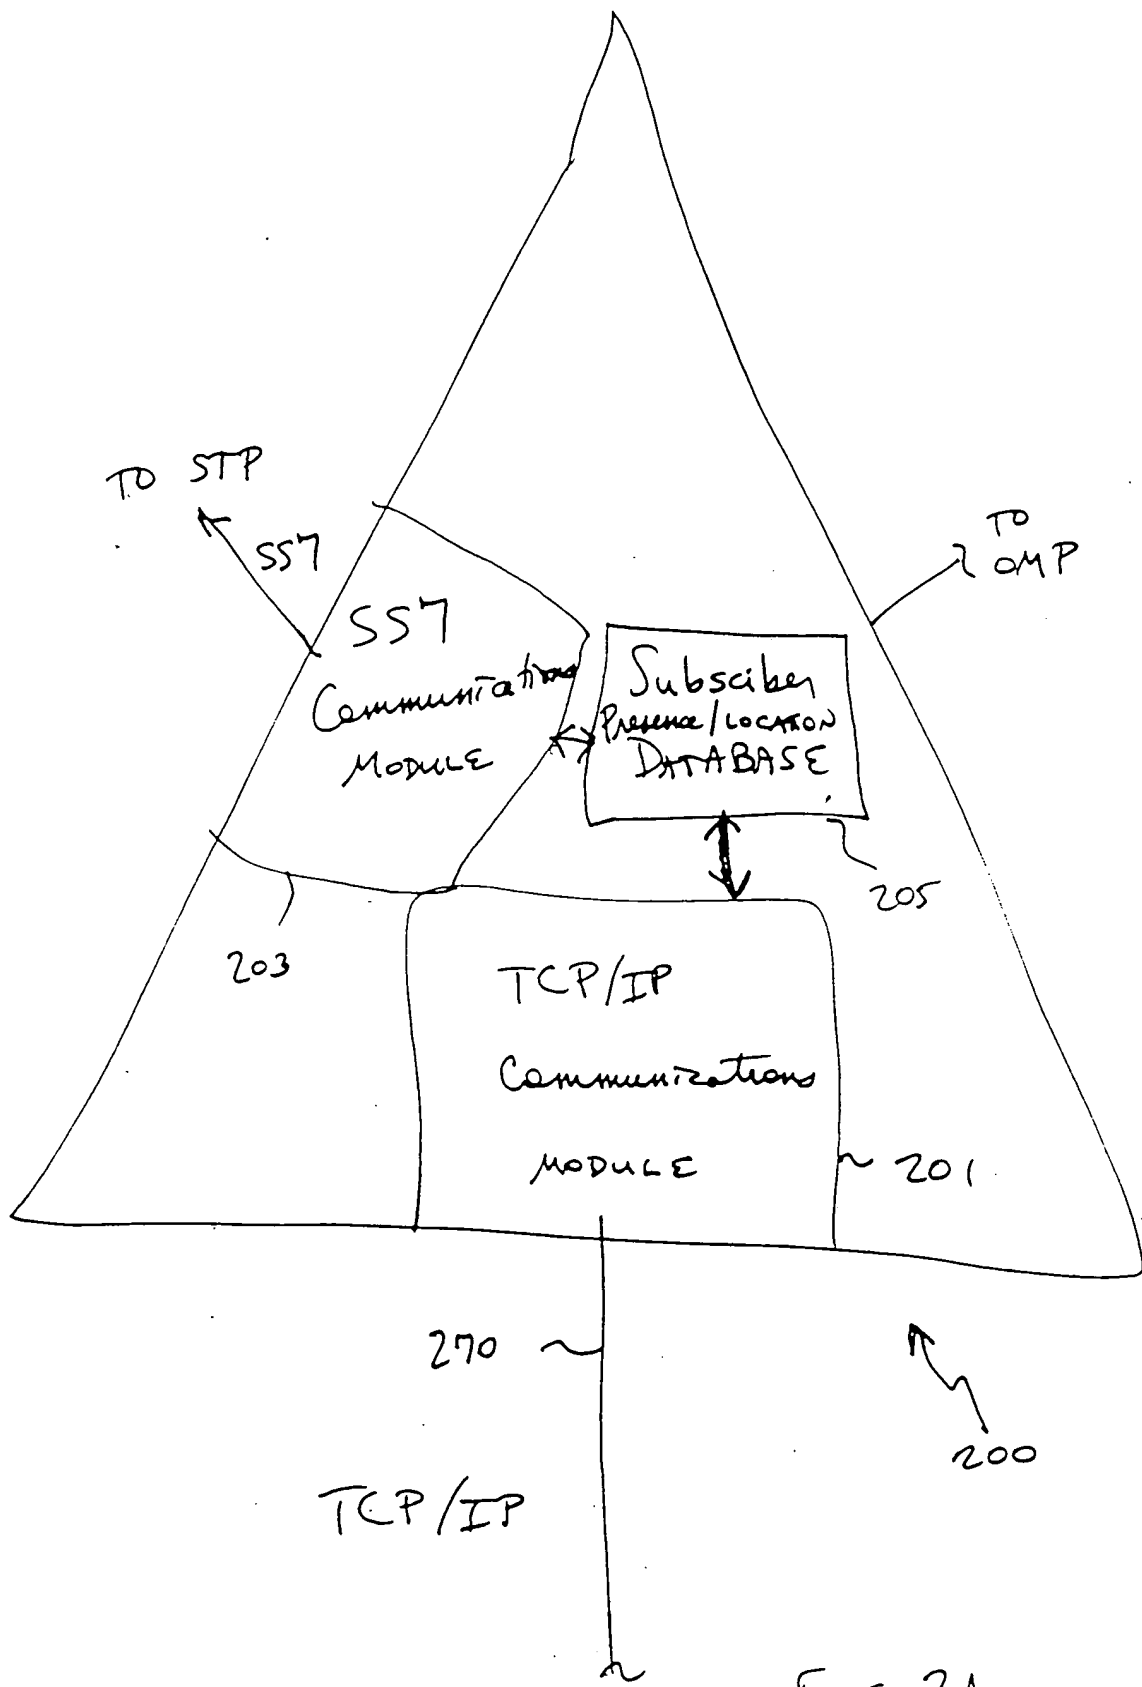 TO STP
SS7
TO
OMP
SS7
Communications
MODULE
Subsciber
Presence/LOCATION
DATABASE
205
203
TCP/IP
Communications
MODULE
201
270
200
TCP/IP